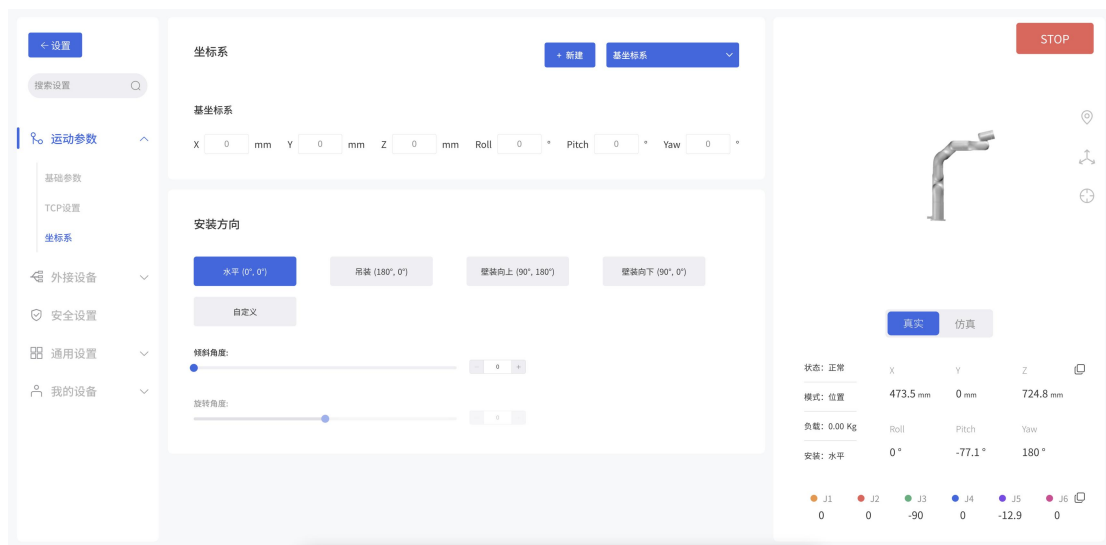 ← 设置
搜索设置
运动参数
基础参数
TCP设置
坐标系
外接设备
安全设置
通用设置
我的设备
坐标系
+ 新建
基坐标系
基坐标系
X 0 mm Y 0 mm Z 0 mm Roll 0 ° Pitch 0 ° Yaw 0 °
安装方向
水平 (0°, 0°) 吊装 (180°, 0°) 壁装向上 (90°, 180°) 壁装向下 (90°, 0°)
自定义
倾斜角度:
− 0 +
旋转角度:
0
STOP
真实 仿真
状态: 正常
模式: 位置
负载: 0.00 Kg
安装: 水平
X Y Z
473.5 mm 0 mm 724.8 mm
Roll Pitch Yaw
0 ° -77.1 ° 180 °
J1 J2 J3 J4 J5 J6
0 0 -90 0 -12.9 0